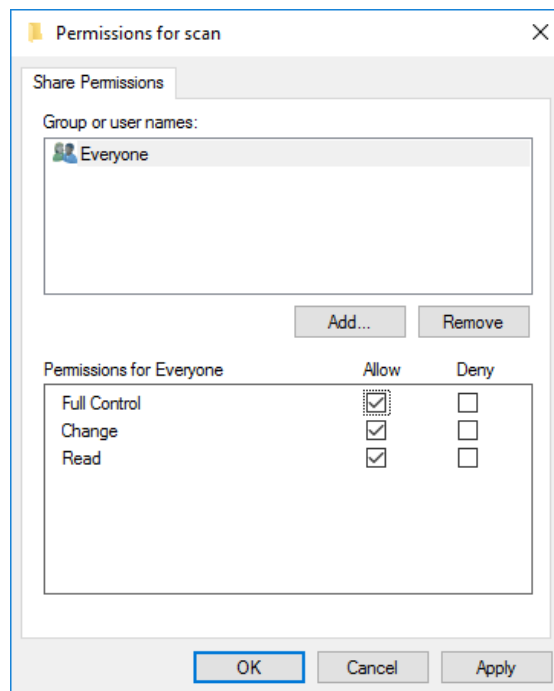 Permissions for scan
Share Permissions
Group or user names:
Everyone
Add... Remove
Permissions for Everyone Allow Deny
Full Control
Change
Read
OK Cancel Apply